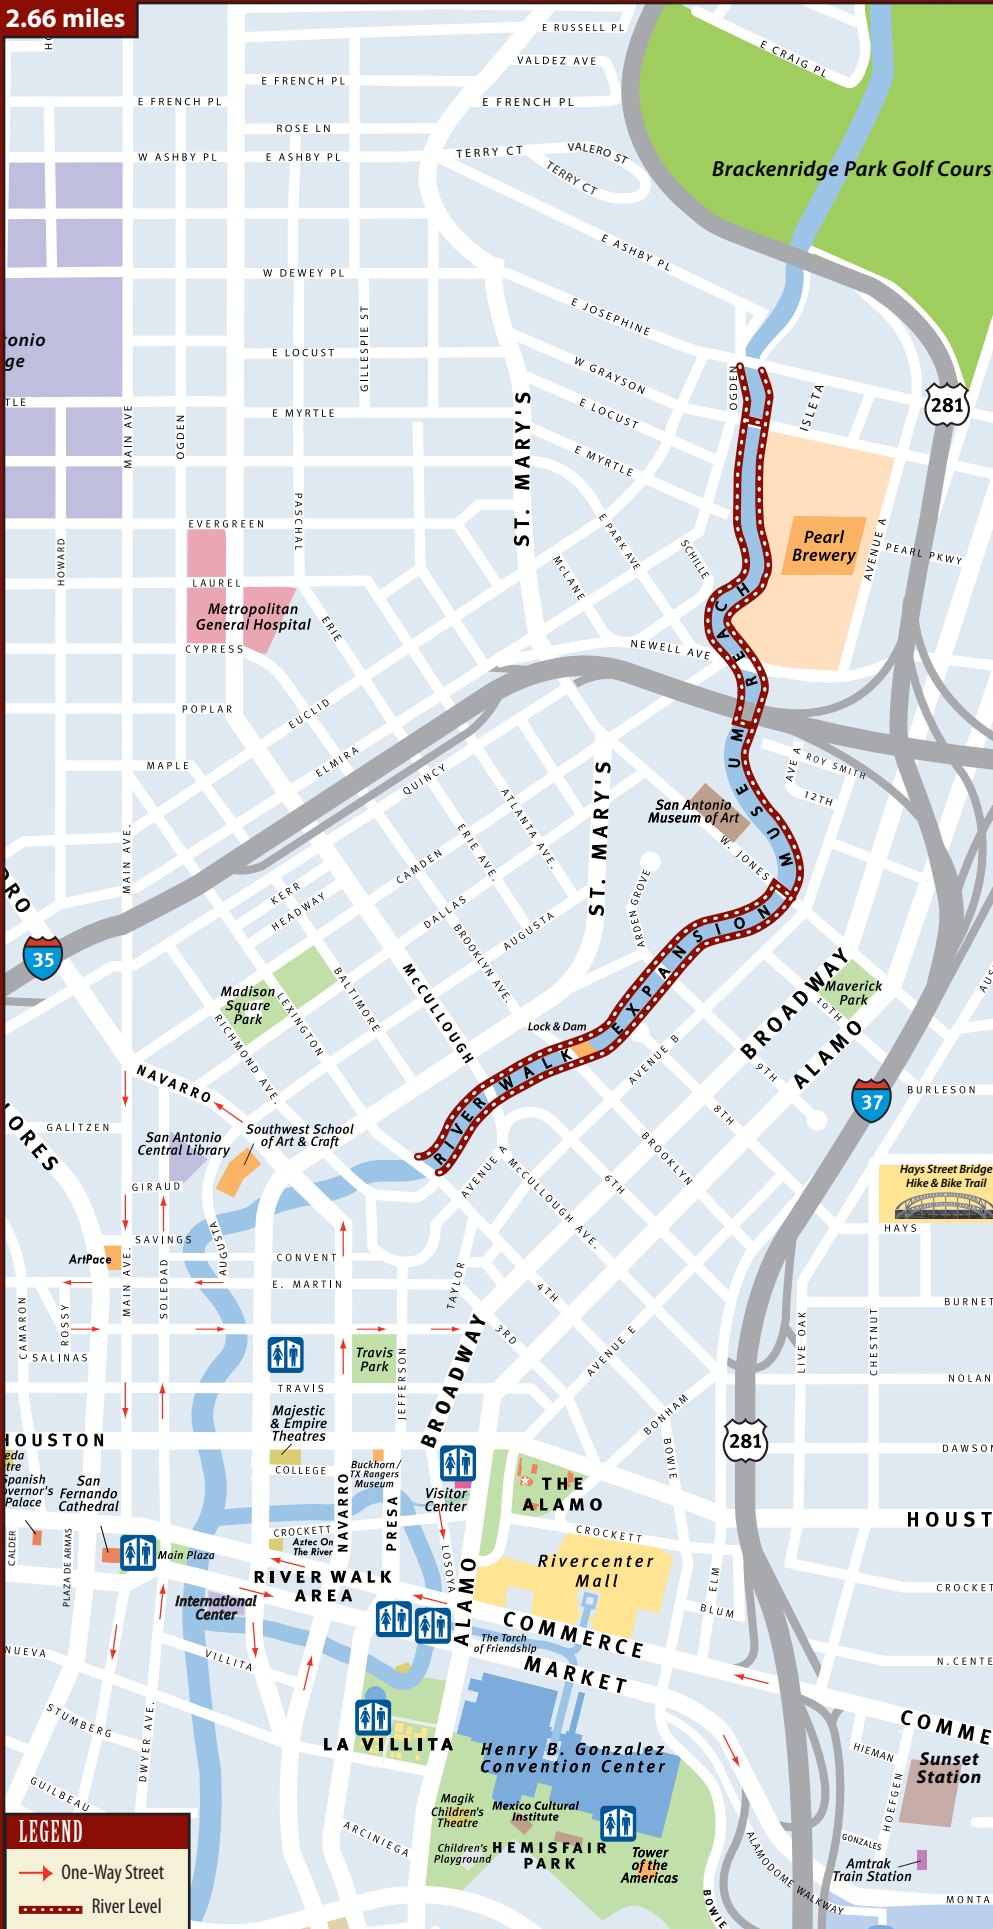 2.66 miles
E RUSSELL PL
E CRAIG PL
VALDEZ AVE
E FRENCH PL
E FRENCH PL
E FRENCH PL
ROSE LN
W ASHBY PL
E ASHBY PL
TERRY CT
VALERO ST
TERRY CT
Brackenridge Park Golf Cours
E ASHBY PL
W DEWEY PL
E JOSEPHINE
GILLESPIE ST
onio
ge
E LOCUST
W GRAYSON
OGDEN
ISLETA
281
TLE
MAIN AVE
OGDEN
E MYRTLE
E LOCUST
ST. MARY'S
E MYRTLE
PASCHAL
EVERGREEN
E PARK AVE
SCHILLE
Pearl
Brewery
AVENUE A
PEARL PKWY
HOWARD
LAUREL
McLANE
Metropolitan
General Hospital
ERIE
CYPRESS
NEWELL AVE
MUSEUM REACH
POPLAR
EUCLID
MAPLE
ELMIRA
QUINCY
ATLANTA AVE.
ST. MARY'S
AVE A
ROY SMITH
12TH
San Antonio
Museum of Art
W. JONES
MAIN AVE.
ERIE AVE.
CAMDEN
KERR
HEADWAY
DALLAS
AUGUSTA
ARDEN GROVE
DRO
35
BROOKLYN AVE.
BALTIMORE
McCULLOUGH
Madison
Square
Park
LEXINGTON
RICHMOND AVE.
Lock & Dam
RIVER WALK EXPANSION
BROADWAY
Maverick
Park
10TH
ALAMO
9TH
AUS
AVENUE B
8TH
37
BURLESON
NAVARRO
LORES
GALITZEN
San Antonio
Central Library
Southwest School
of Art & Craft
GIRAUD
AVENUE A
McCULLOUGH AVE.
6TH
BROOKLYN
Hays Street Bridge
Hike & Bike Trail
HAYS
SAVINGS
AUGUSTA
ArtPace
MAIN AVE.
SOLEDAD
CONVENT
E. MARTIN
TAYLOR
4TH
BURNET
CAMARON
ROSSY
SALINAS
3RD
AVENUE E
LIVE OAK
CHESTNUT
Travis
Park
JEFFERSON
BROADWAY
TRAVIS
NOLAN
Majestic
& Empire
Theatres
BONHAM
BOWIE
281
HOUSTON
DAWSON
eda
tre
Spanish
overnor's
Palace
San
Fernando
Cathedral
COLLEGE
Buckhorn/
TX Rangers
Museum
Visitor
Center
THE
ALAMO
NAVARRO
PRESA
HOUST
CALDER
PLAZA DE ARMAS
Main Plaza
CROCKETT
Aztec On
The River
LOSOYA
CROCKETT
Rivercenter
Mall
ELM
BLUM
CROCKET
RIVER WALK
AREA
International
Center
ALAMO
COMMERCE
The Torch
of Friendship
MARKET
NUEVA
VILLITA
N.CENTE
STUMBERG
DWYER AVE.
LA VILLITA
Henry B. Gonzalez
Convention Center
COMME
HIEMAN
Sunset
Station
HOEFGEN
GUILBEAU
ARCINIEGA
Magik
Children's
Theatre
Mexico Cultural
Institute
Children's
Playground
HEMISFAIR
PARK
Tower
of the
Americas
GONZALES
ALAMODOME WALKWAY
Amtrak
Train Station
BOWIE
MONTA
LEGEND
One-Way Street
River Level